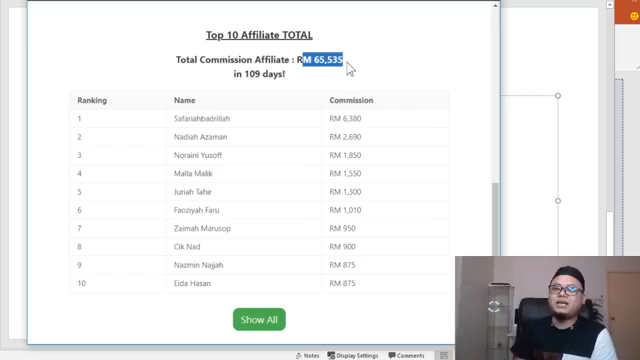 Top 10 Affiliate TOTAL
Total Commission Affiliate : RM 65,535
in 109 days!
Ranking Name Commission
1 Safariahbadrillah RM 6,380
2 Nadiah Azaman RM 2,690
3 Noraini Yusoff RM 1,850
4 Malla Malik RM 1,550
5 Juriah Tahir RM 1,300
6 Faoziyah Faru RM 1,010
7 Zaimah Marusop RM 950
8 Cik Nad RM 900
9 Nazmin Najjah RM 875
10 Eida Hasan RM 875
Show All
Notes Display Settings Comments